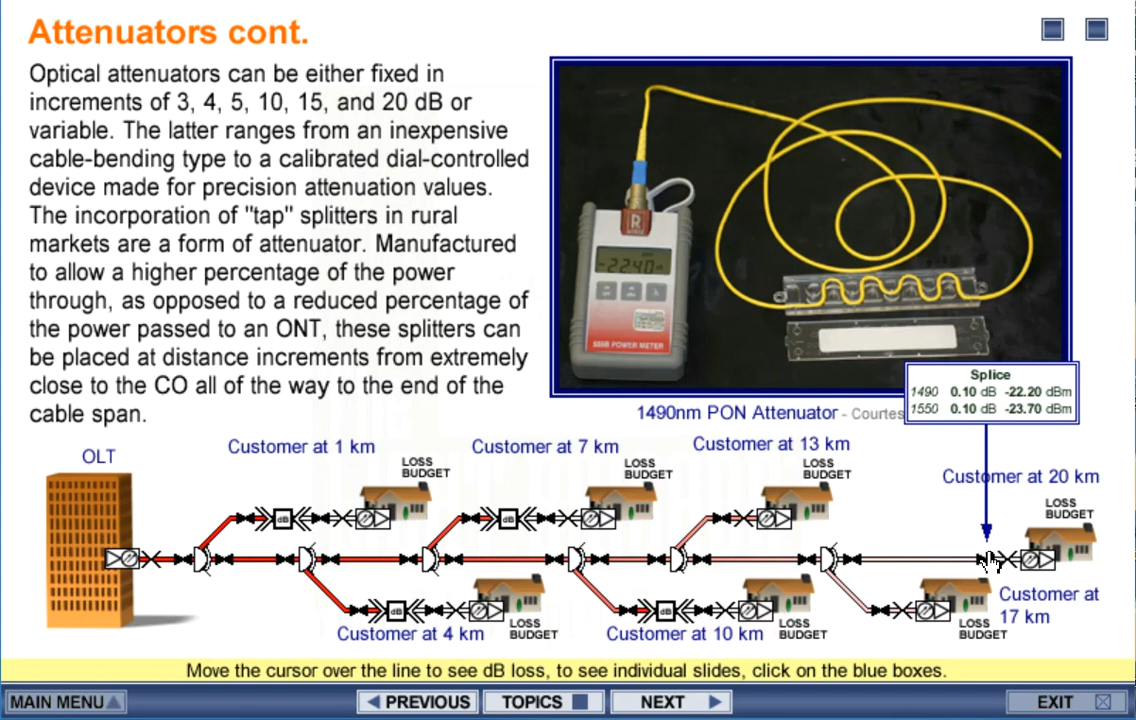 Attenuators cont.
Optical attenuators can be either fixed in
increments of 3, 4, 5, 10, 15, and 20 dB or
variable. The latter ranges from an inexpensive
cable-bending type to a calibrated dial-controlled
device made for precision attenuation values.
The incorporation of "tap" splitters in rural
markets are a form of attenuator. Manufactured
to allow a higher percentage of the power
through, as opposed to a reduced percentage of
the power passed to an ONT, these splitters can
be placed at distance increments from extremely
close to the CO all of the way to the end of the
cable span.
R
-22.40
555B POWER METER
Splice
1490 0.10 dB -22.20 dBm
1550 0.10 dB -23.70 dBm
1490nm PON Attenuator - Courtes
OLT
Customer at 1 km
LOSS
BUDGET
Customer at 7 km
LOSS
BUDGET
Customer at 13 km
LOSS
BUDGET
Customer at 20 km
LOSS
BUDGET
dB
dB
dB
dB
Customer at 4 km
LOSS
BUDGET
Customer at 10 km
LOSS
BUDGET
Customer at
17 km
LOSS
BUDGET
Move the cursor over the line to see dB loss, to see individual slides, click on the blue boxes.
MAIN MENU
PREVIOUS
TOPICS
NEXT
EXIT